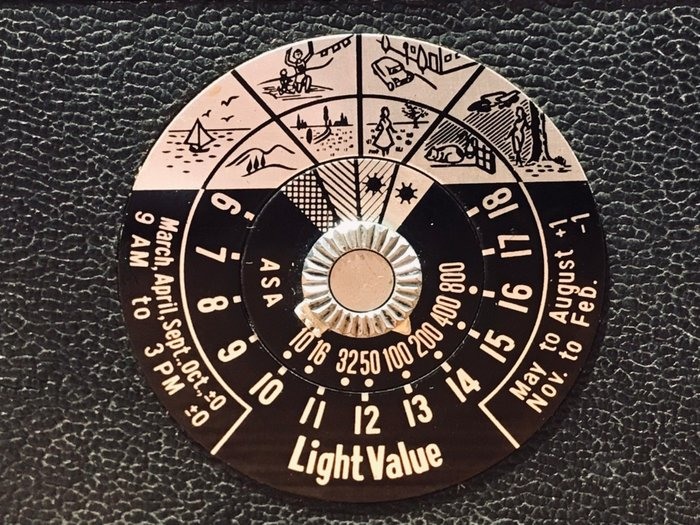 March, April, Sept., Oct., ±0
9 AM to 3 PM ±0
6 7 8 9 10 11 12 13 14 15 16 17 18
ASA
10 16 32 50 100 200 400 800
Light Value
May to August +1
Nov. to Feb. -1